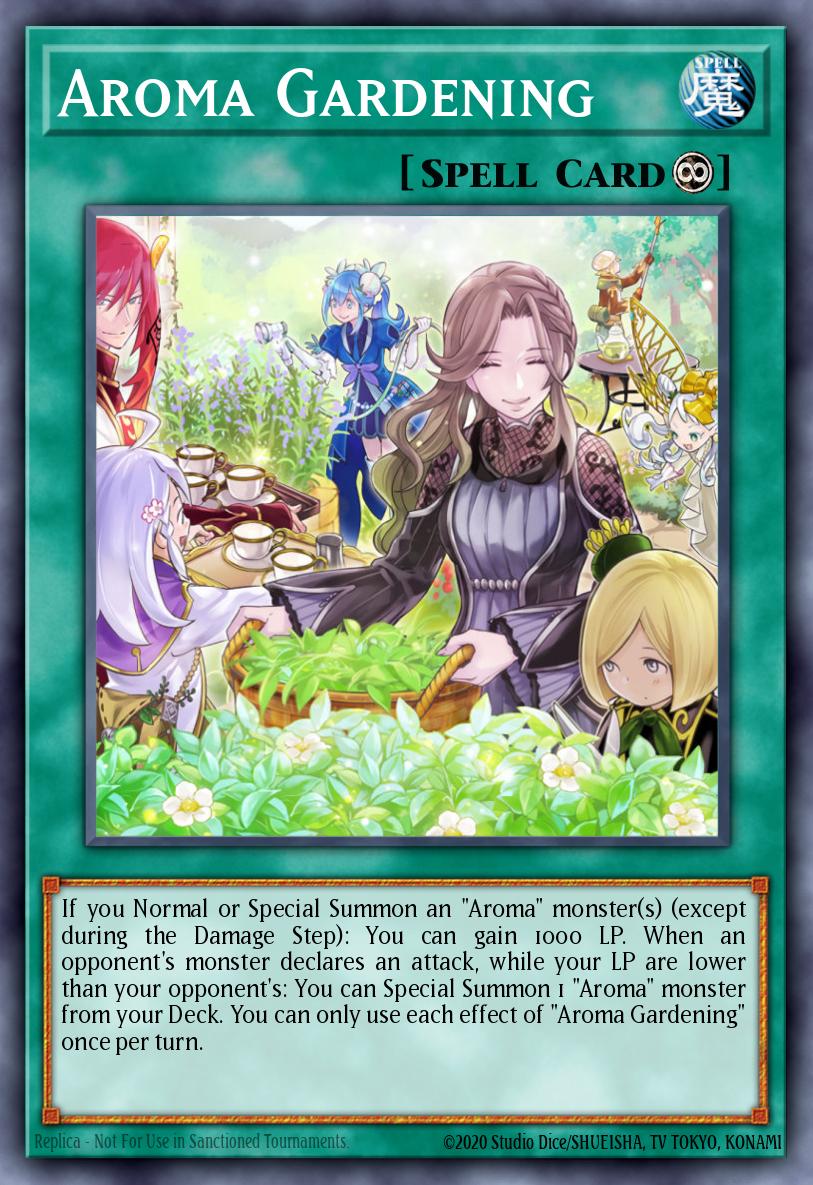 Aroma Gardening
SPELL
魔
[Spell Card]
If you Normal or Special Summon an "Aroma" monster(s) (except
during the Damage Step): You can gain 1000 LP. When an
opponent's monster declares an attack, while your LP are lower
than your opponent's: You can Special Summon 1 "Aroma" monster
from your Deck. You can only use each effect of "Aroma Gardening"
once per turn.
Replica - Not For Use in Sanctioned Tournaments.
©2020 Studio Dice/SHUEISHA, TV TOKYO, KONAMI